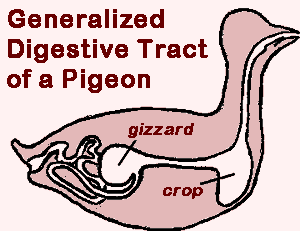 Generalized
Digestive Tract
of a Pigeon
gizzard
crop